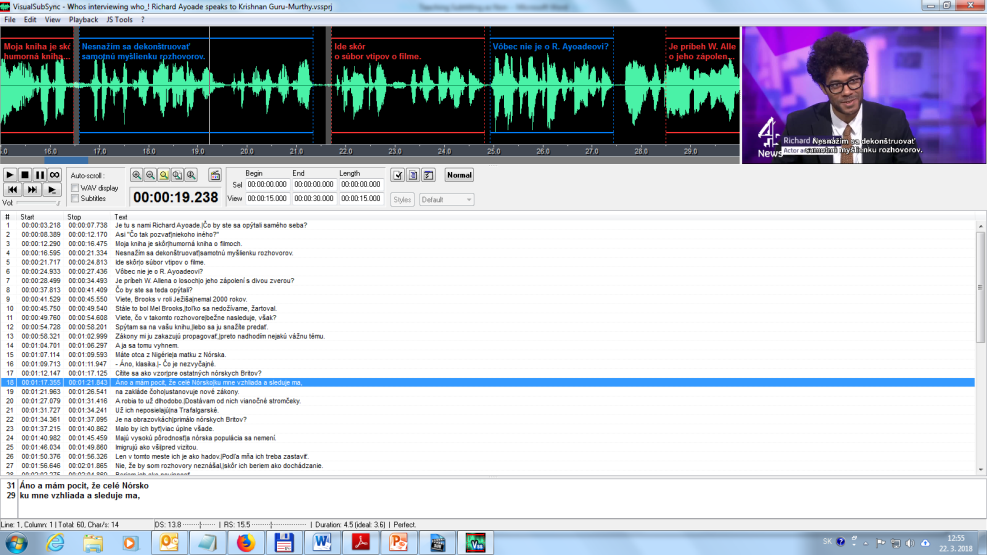 VisualSubSync - Whos interviewing who_! Richard Ayoade speaks to Krishnan Guru-Murthy.vssprj
File Edit View Playback JS Tools ?
Moja kniha je skô
humorná kniha...
Nesnažím sa dekonštruovať
samotnú myšlienku rozhovorov.
Ide skôr
o súbor vtipov o filme.
Vôbec nie je o R. Ayoadeovi?
Je príbeh W. Alle
o jeho zápolen...
5.0 16.0 17.0 18.0 19.0 20.0 21.0 22.0 23.0 24.0 25.0 26.0 27.0 28.0 29.0
4
News
Richard Ayoade
Nesnažím sa dekonštruovať
samotnú myšlienku rozhovorov.
Auto-scroll :
WAV display
Subtitles
Vol:
00:00:19.238
Begin End Length
Sel 00:00:00.000 00:00:00.000 00:00:00.000
View 00:00:15.000 00:00:30.000 00:00:15.000
Normal
Styles Default
# Start Stop Text
1 00:00:03.218 00:00:07.738 Je tu s nami Richard Ayoade,|Čo by ste sa opýtali samého seba?
2 00:00:08.389 00:00:12.170 Asi "Čo tak pozvať|niekoho iného?"
3 00:00:12.290 00:00:16.475 Moja kniha je skôr|humorná kniha o filmoch.
4 00:00:16.595 00:00:21.334 Nesnažím sa dekonštruovať|samotnú myšlienku rozhovorov.
5 00:00:21.717 00:00:24.813 Ide skôr|o súbor vtipov o filme.
6 00:00:24.933 00:00:27.436 Vôbec nie je o R. Ayoadeovi?
7 00:00:28.499 00:00:34.493 Je príbeh W. Allena o losoch|o jeho zápolení s divou zverou?
8 00:00:37.813 00:00:41.409 Čo by ste sa teda opýtali?
9 00:00:41.529 00:00:45.550 Viete, Brooks v roli Ježiša|nemal 2000 rokov.
10 00:00:45.750 00:00:49.540 Stále to bol Mel Brooks,|toľko sa nedožívame, žartoval.
11 00:00:49.760 00:00:54.608 Viete, čo v takomto rozhovore|bežne nasleduje, však?
12 00:00:54.728 00:00:58.201 Spýtam sa na vašu knihu,|lebo sa ju snažíte predať.
13 00:00:58.321 00:01:02.999 Zákony mi ju zakazujú propagovať,|preto nadhodím nejakú vážnu tému.
14 00:01:04.701 00:01:06.297 A ja sa tomu vyhnem.
15 00:01:07.114 00:01:09.593 Máte otca z Nigérie|a matku z Nórska.
16 00:01:09.713 00:01:11.947 - Áno, klasika.|- Čo je nezvyčajné.
17 00:01:12.147 00:01:17.125 Cítite sa ako vzor|pre ostatných nórskych Britov?
18 00:01:17.355 00:01:21.843 Áno a mám pocit, že celé Nórsko|ku mne vzhliada a sleduje ma,
19 00:01:21.963 00:01:26.541 na základe čoho|ustanovuje nové zákony.
20 00:01:27.079 00:01:31.416 A robia to už dlhodobo.|Dostávam od nich vianočné stromčeky.
21 00:01:31.727 00:01:34.241 Už ich neposielajú|na Trafalgarské.
22 00:01:34.361 00:01:37.095 Je na obrazovkách|primálo nórskych Britov?
23 00:01:37.215 00:01:40.862 Malo by ich byť|viac úplne všade.
24 00:01:40.982 00:01:45.459 Majú vysokú pôrodnosť|a nórska populácia sa nemení.
25 00:01:46.034 00:01:49.860 Imigrujú ako vší|pred vizitou.
26 00:01:50.376 00:01:56.326 Len v tomto meste ich je ako hadov.|Podľa mňa ich treba zastaviť.
27 00:01:56.646 00:02:01.865 Nie, že by som rozhovory neznášal,|skôr ich beriem ako dochádzanie.
31 Áno a mám pocit, že celé Nórsko
29 ku mne vzhliada a sleduje ma,
Line: 1, Column: 1 | Total: 60, Char/s: 14 DS: 13.8 RS: 15.5 Duration: 4.5 (ideal: 3.6) | Perfect.
SK
12:55
22. 3. 2018